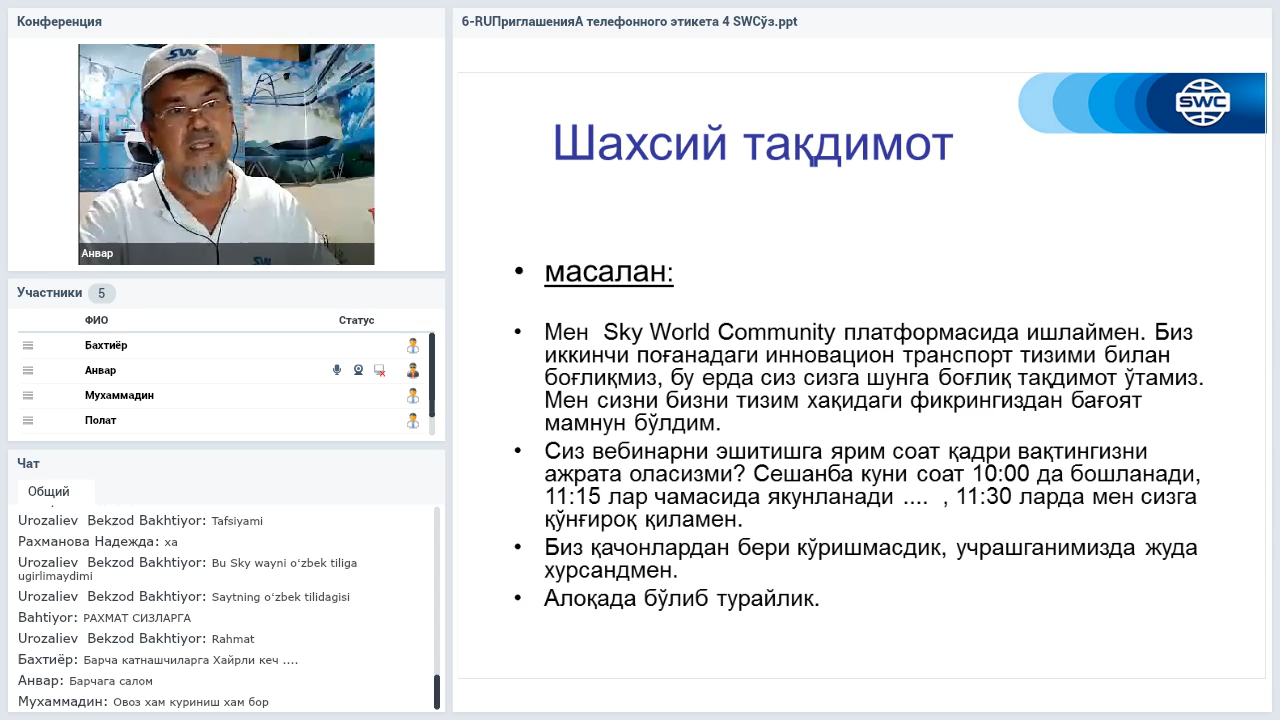 Конференция
SW
Анвар
SW
Участники 5
ФИО Статус
Бахтиёр
Анвар
Мухаммадин
Полат
Чат
Общий
Urozaliev Bekzod Bakhtiyor: Tafsiyami
Рахманова Надежда: ха
Urozaliev Bekzod Bakhtiyor: Bu Sky wayni o‘zbek tiliga
ugirlimaydimi
Urozaliev Bekzod Bakhtiyor: Saytning o‘zbek tilidagisi
Bahtiyor: РАХМАТ СИЗЛАРГА
Urozaliev Bekzod Bakhtiyor: Rahmat
Бахтиёр: Барча катнашчиларга Хайрли кеч ....
Анвар: Барчага салом
Мухаммадин: Овоз хам куриниш хам бор
6-RUПриглашенияА телефонного этикета 4 SWCўз.ppt
SWC
Шахсий тақдимот
• масалан:
• Мен Sky World Community платформасида ишлаймен. Биз
иккинчи поғанадаги инновацион транспорт тизими билан
боғлиқмиз, бу ерда сиз сизга шунга боғлиқ тақдимот ўтамиз.
Мен сизни бизни тизим хақидаги фикрингиздан бағоят
мамнун бўлдим.
• Сиз вебинарни эшитишга ярим соат қадри вақтингизни
ажрата оласизми? Сешанба куни соат 10:00 да бошланади,
11:15 лар чамасида якунланади .... , 11:30 ларда мен сизга
қўнғироқ қиламен.
• Биз қачонлардан бери кўришмасдик, учрашганимизда жуда
хурсандмен.
• Алоқада бўлиб турайлик.